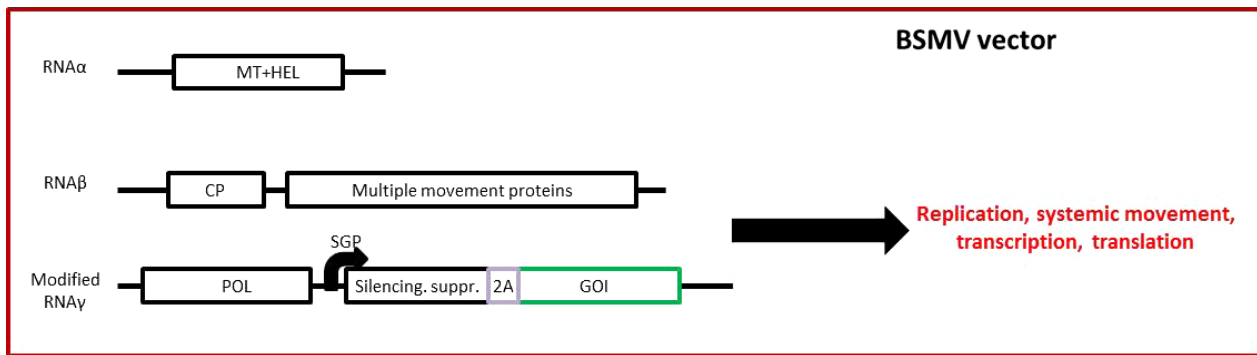 BSMV vector
RNAα
MT+HEL
RNAβ
CP
Multiple movement proteins
Replication, systemic movement,
transcription, translation
SGP
Modified
RNAγ
POL
Silencing. suppr.
2A
GOI